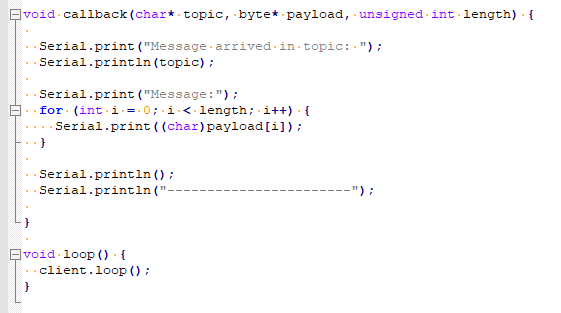 void callback(char* topic, byte* payload, unsigned int length) {

  Serial.print("Message arrived in topic: ");
  Serial.println(topic);

  Serial.print("Message:");
  for (int i = 0; i < length; i++) {
    Serial.print((char)payload[i]);
  }

  Serial.println();
  Serial.println("-----------------------");

}

void loop() {
  client.loop();
}